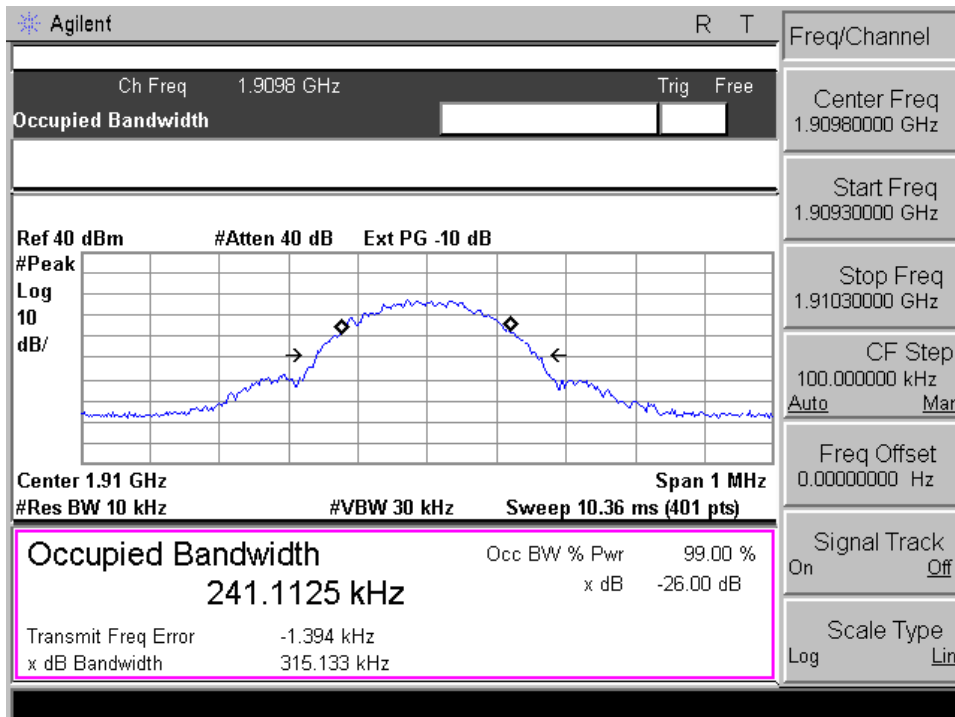 Agilent R T
Freq/Channel
Ch Freq 1.9098 GHz Trig Free
Occupied Bandwidth
Center Freq
1.90980000 GHz
Start Freq
1.90930000 GHz
Ref 40 dBm #Atten 40 dB Ext PG -10 dB
#Peak
Log
10
dB/
Stop Freq
1.91030000 GHz
CF Step
100.000000 kHz
Auto Man
Freq Offset
0.00000000 Hz
Center 1.91 GHz Span 1 MHz
#Res BW 10 kHz #VBW 30 kHz Sweep 10.36 ms (401 pts)
Occupied Bandwidth Occ BW % Pwr 99.00 %
241.1125 kHz x dB -26.00 dB
Transmit Freq Error -1.394 kHz
x dB Bandwidth 315.133 kHz
Signal Track
On Off
Scale Type
Log Lin